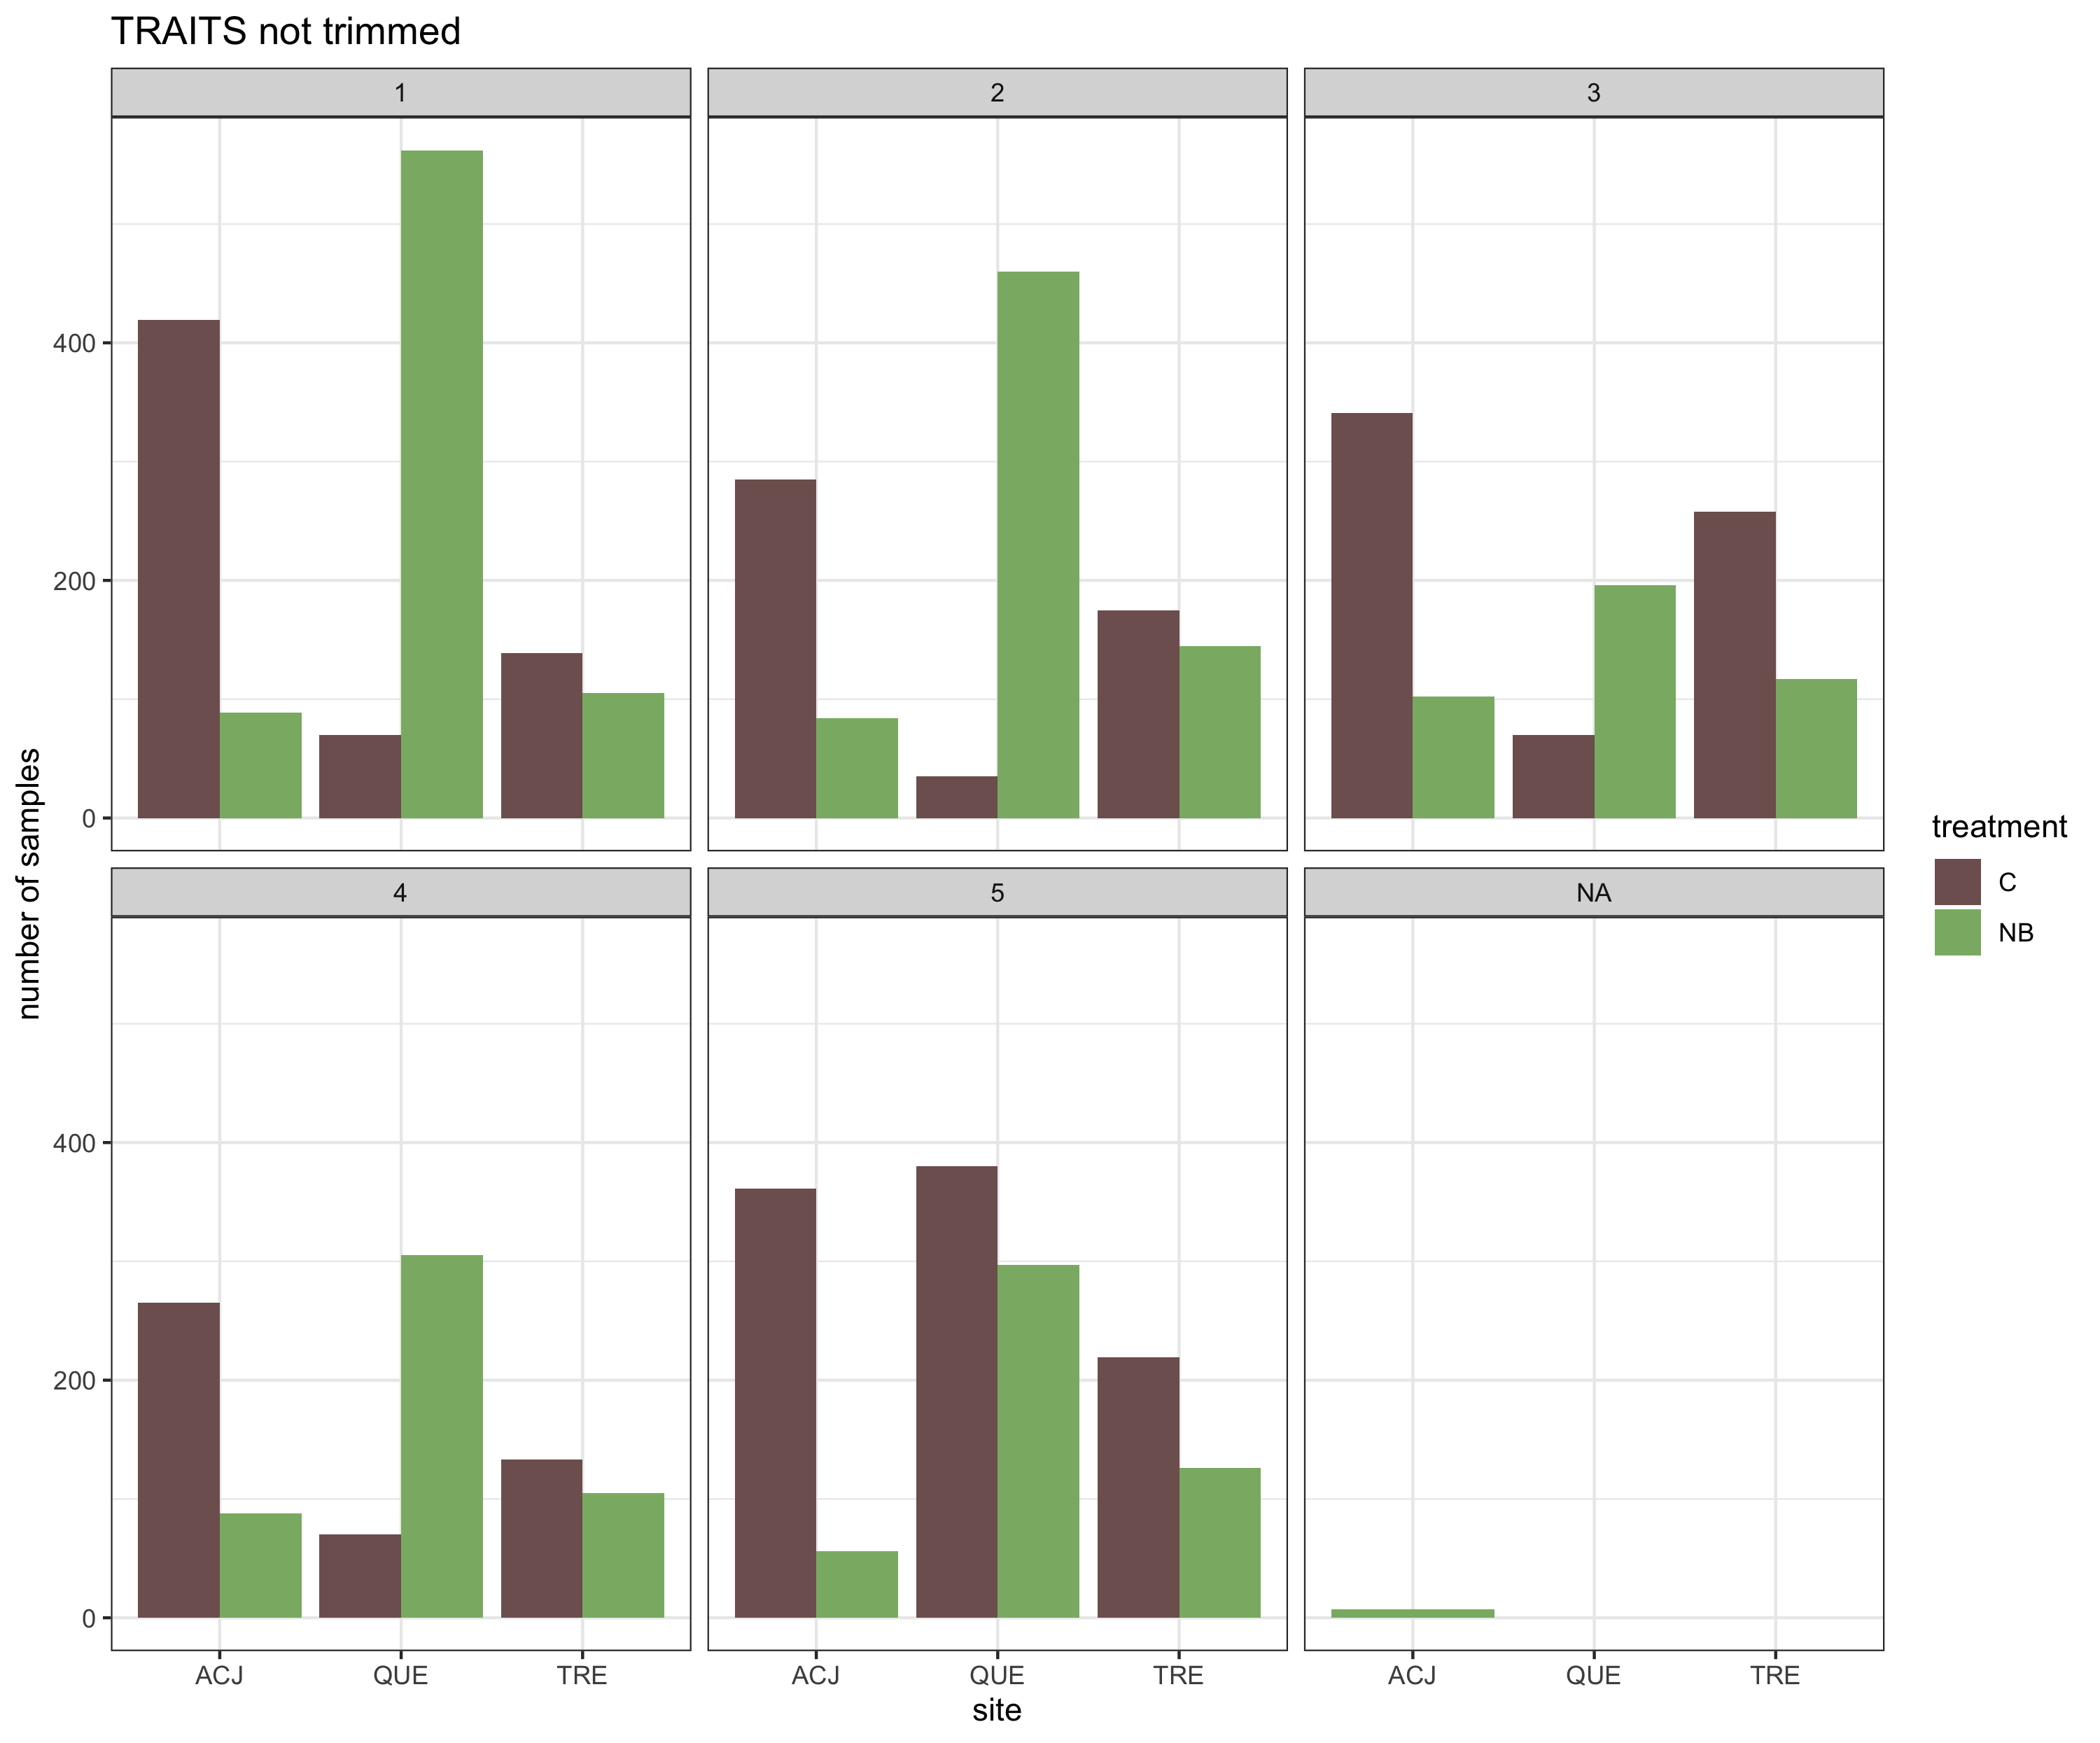 TRAITS not trimmed
1
2
3
400
200
0
number of samples
4
5
NA
400
200
0
ACJ
QUE
TRE
ACJ
QUE
TRE
ACJ
QUE
TRE
site
treatment
C
NB